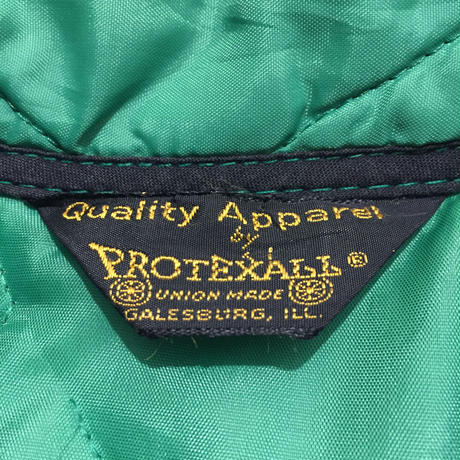 Quality Apparel
by
PROTEXALL®
UNION MADE
GALESBURG, ILL.